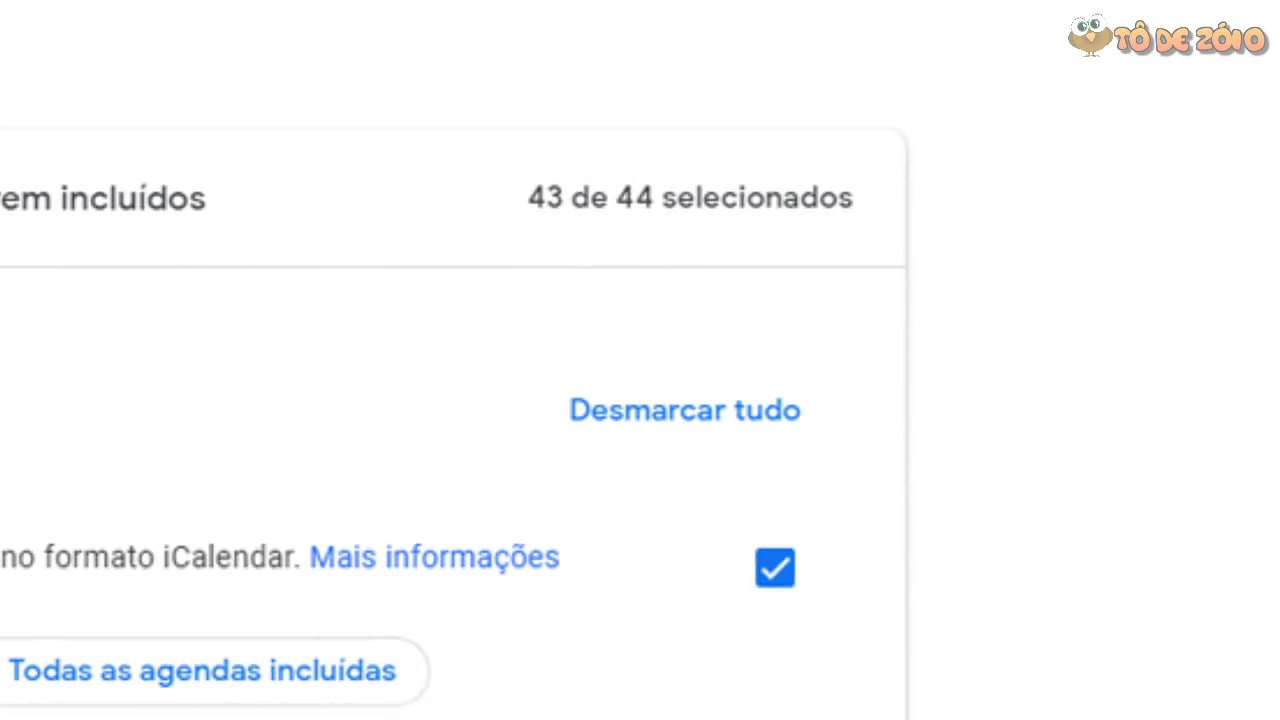 TÔ DE ZÓIO
incluídos
43 de 44 selecionados
Desmarcar tudo
no formato iCalendar. Mais informações
Todas as agendas incluídas